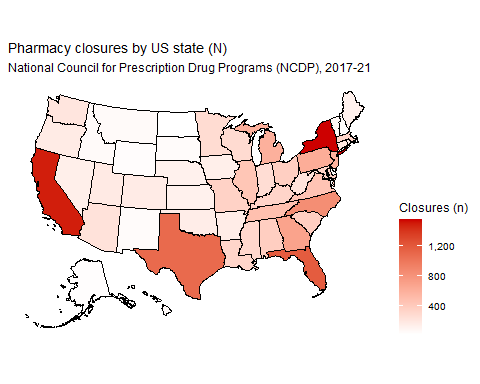 Pharmacy closures by US state (N)
National Council for Prescription Drug Programs (NCDP), 2017-21
Closures (n)
1,200
800
400